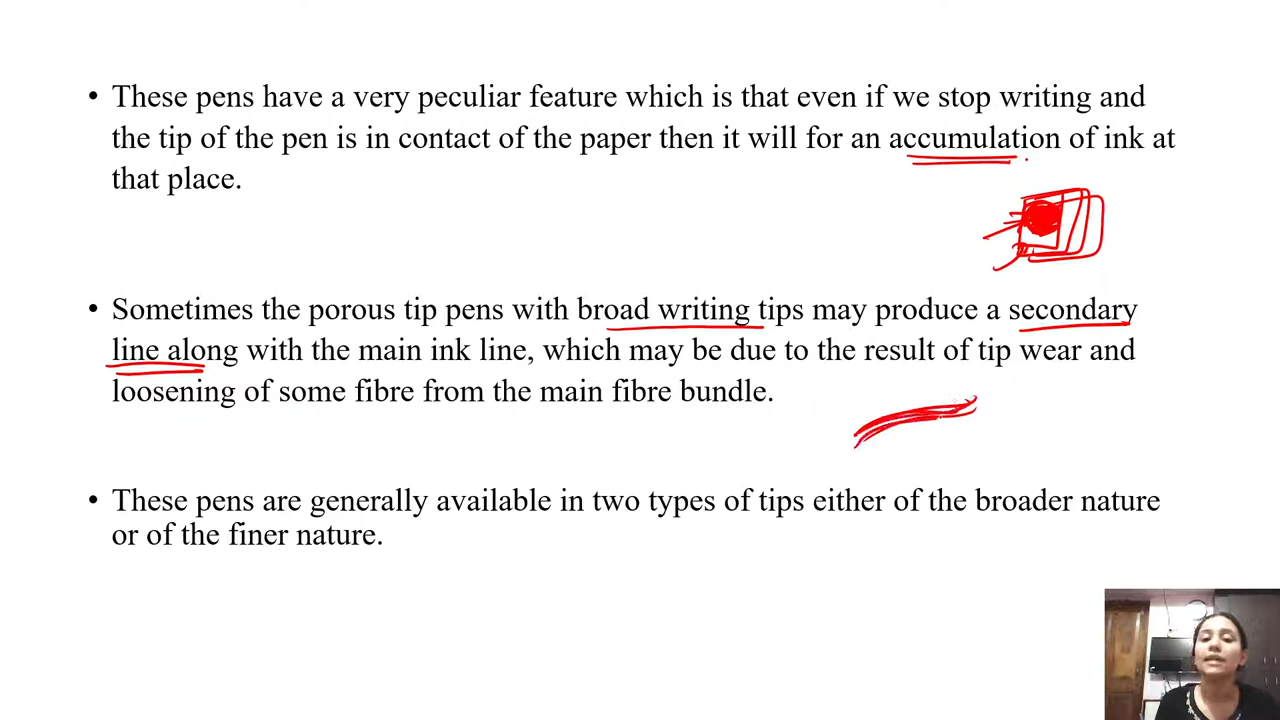 • These pens have a very peculiar feature which is that even if we stop writing and
the tip of the pen is in contact of the paper then it will for an accumulation of ink at
that place.
• Sometimes the porous tip pens with broad writing tips may produce a secondary
line along with the main ink line, which may be due to the result of tip wear and
loosening of some fibre from the main fibre bundle.
• These pens are generally available in two types of tips either of the broader nature
or of the finer nature.